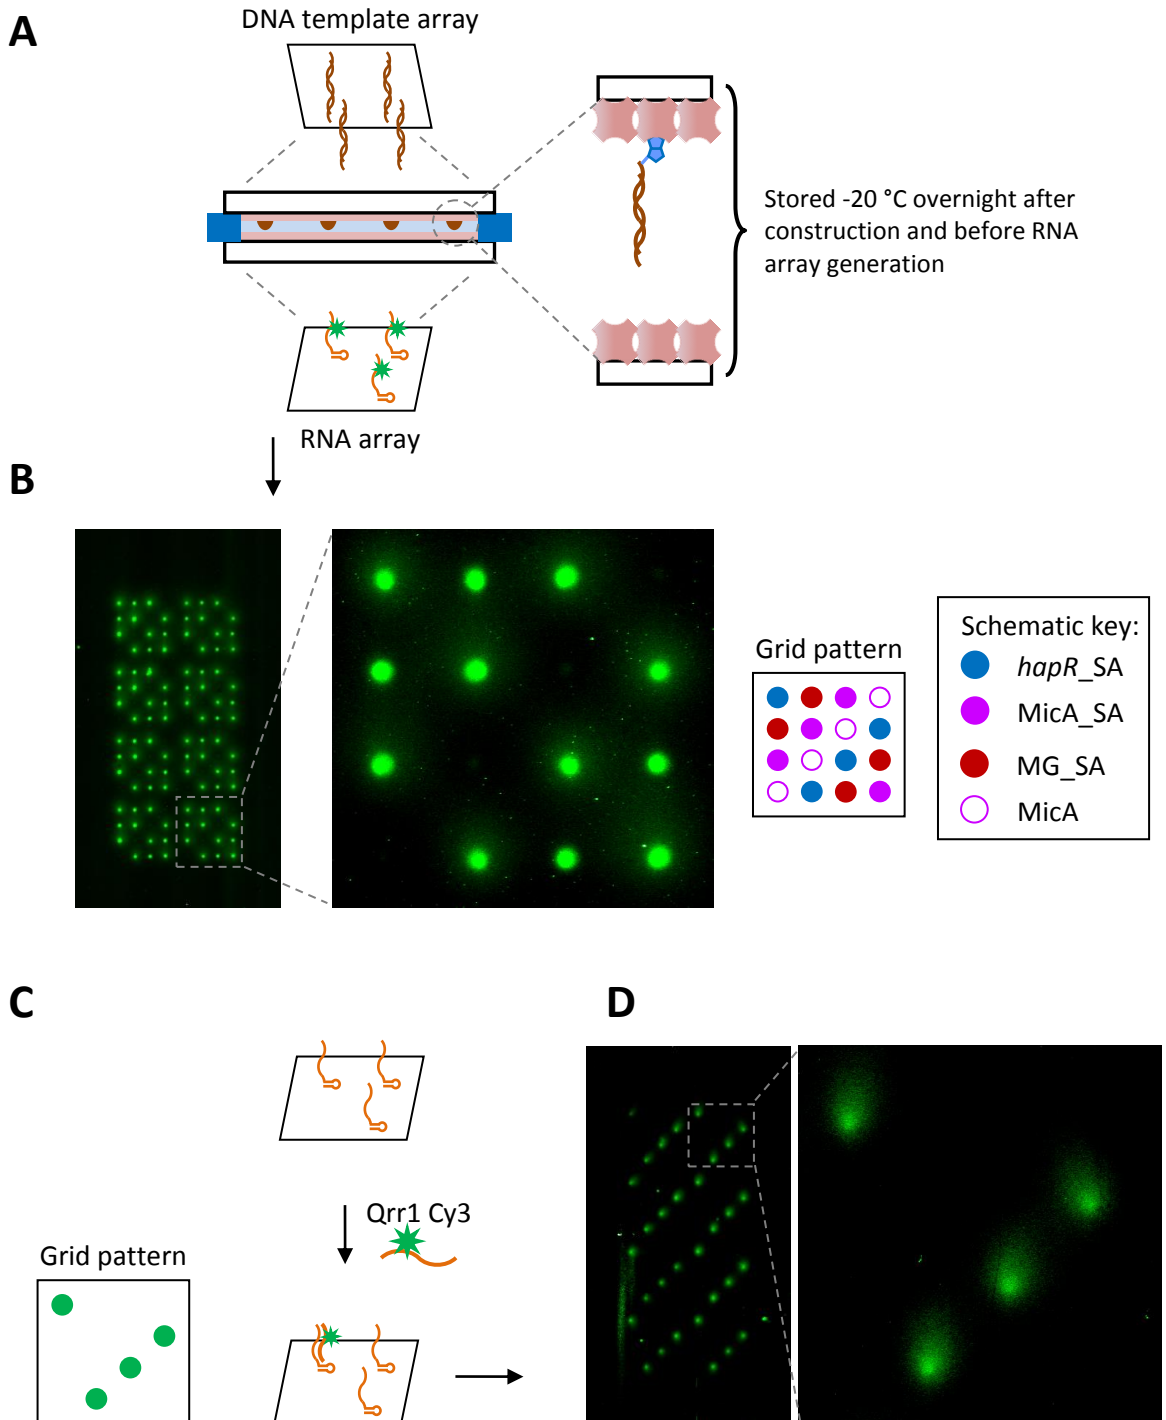 A
DNA template array
Stored -20 °C overnight after
construction and before RNA
array generation
RNA array
B
Grid pattern
Schematic key:
hapR_SA
MicA_SA
MG_SA
MicA
C
D
Qrr1 Cy3
Grid pattern